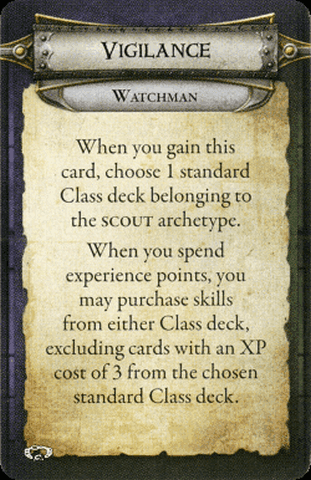 VIGILANCE
WATCHMAN
When you gain this
card, choose 1 standard
Class deck belonging to
the SCOUT archetype.
When you spend
experience points, you
may purchase skills
from either Class deck,
excluding cards with an XP
cost of 3 from the chosen
standard Class deck.